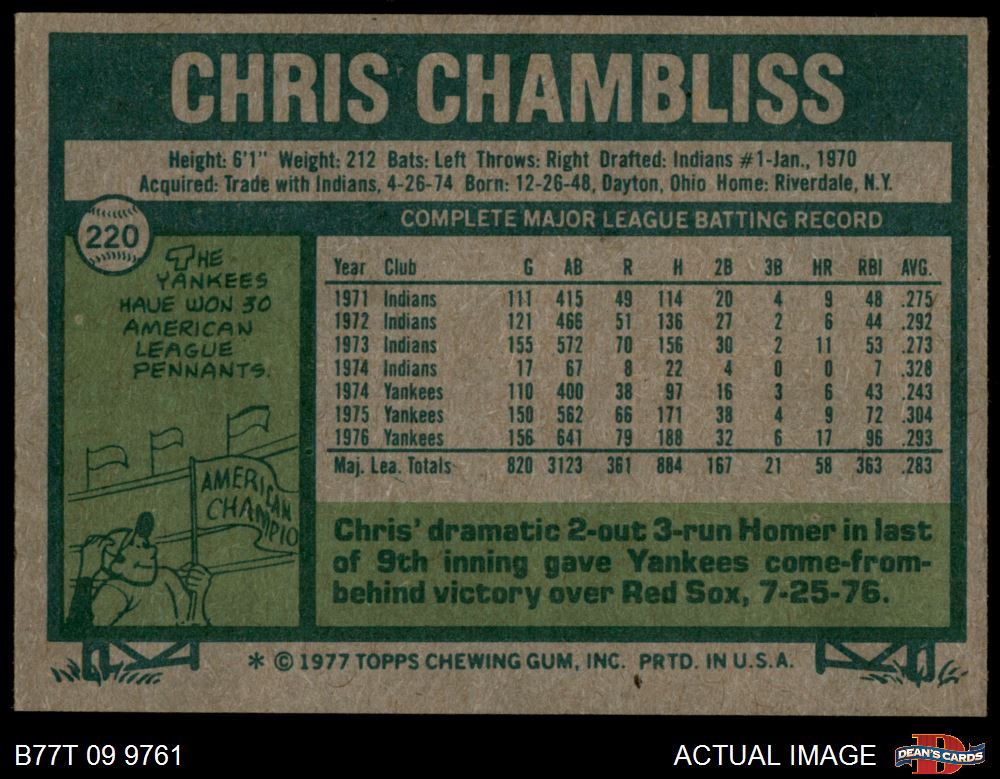 CHRIS CHAMBLISS
Height: 6'1" Weight: 212 Bats: Left Throws: Right Drafted: Indians #1-Jan., 1970
Acquired: Trade with Indians, 4-26-74 Born: 12-26-48, Dayton, Ohio Home: Riverdale, N.Y.
220
THE
YANKEES
HAVE WON 30
AMERICAN
LEAGUE
PENNANTS.
AMERICAN
CHAMPIO
COMPLETE MAJOR LEAGUE BATTING RECORD
Year Club G AB R H 2B 3B HR RBI AVG.
1971 Indians 111 415 49 114 20 4 9 48 .275
1972 Indians 121 466 51 136 27 2 6 44 .292
1973 Indians 155 572 70 156 30 2 11 53 .273
1974 Indians 17 67 8 22 4 0 0 7 .328
1974 Yankees 110 400 38 97 16 3 6 43 .243
1975 Yankees 150 562 66 171 38 4 9 72 .304
1976 Yankees 156 641 79 188 32 6 17 96 .293
Maj. Lea. Totals 820 3123 361 884 167 21 58 363 .283
Chris' dramatic 2-out 3-run Homer in last
of 9th inning gave Yankees come-from-
behind victory over Red Sox, 7-25-76.
* © 1977 TOPPS CHEWING GUM, INC. PRTD. IN U.S.A.
B77T 09 9761
ACTUAL IMAGE
DEAN'S CARDS